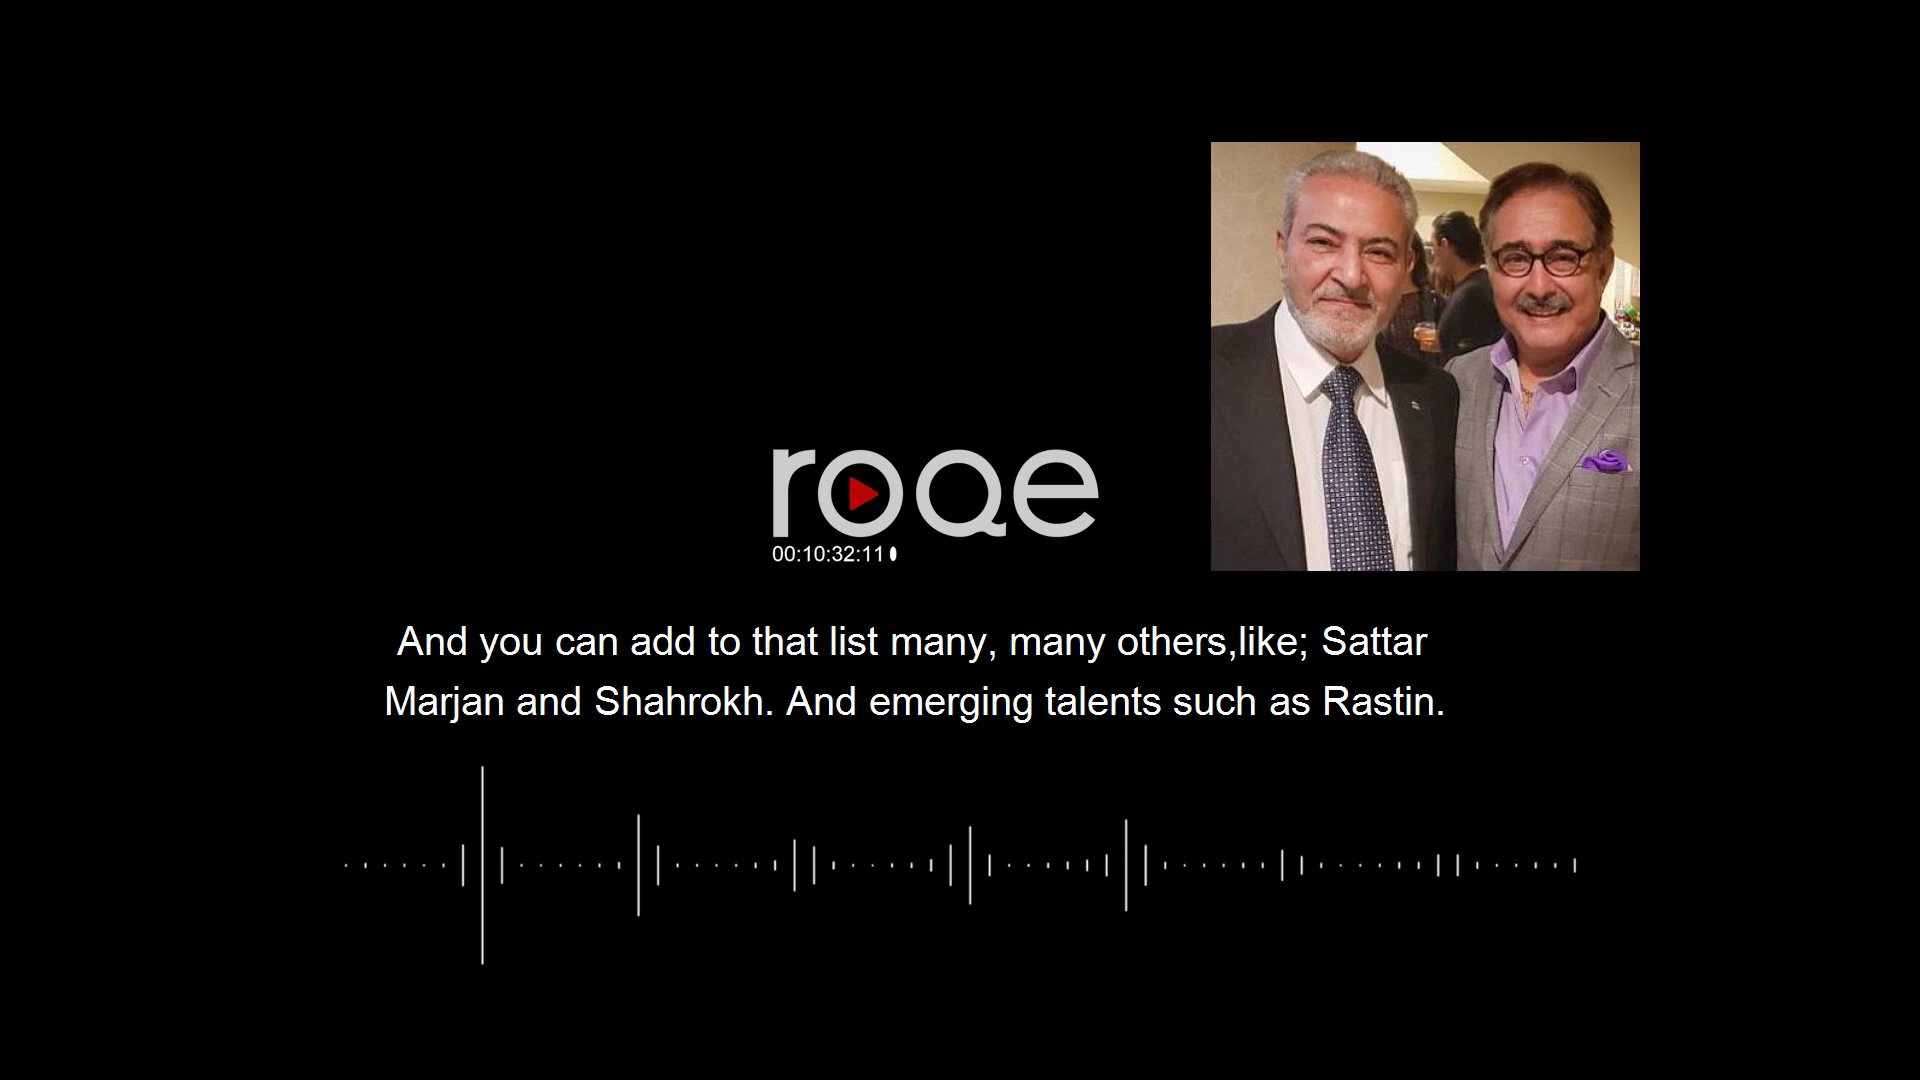 roqe
00:10:32:11
And you can add to that list many, many others,like; Sattar
Marjan and Shahrokh. And emerging talents such as Rastin.